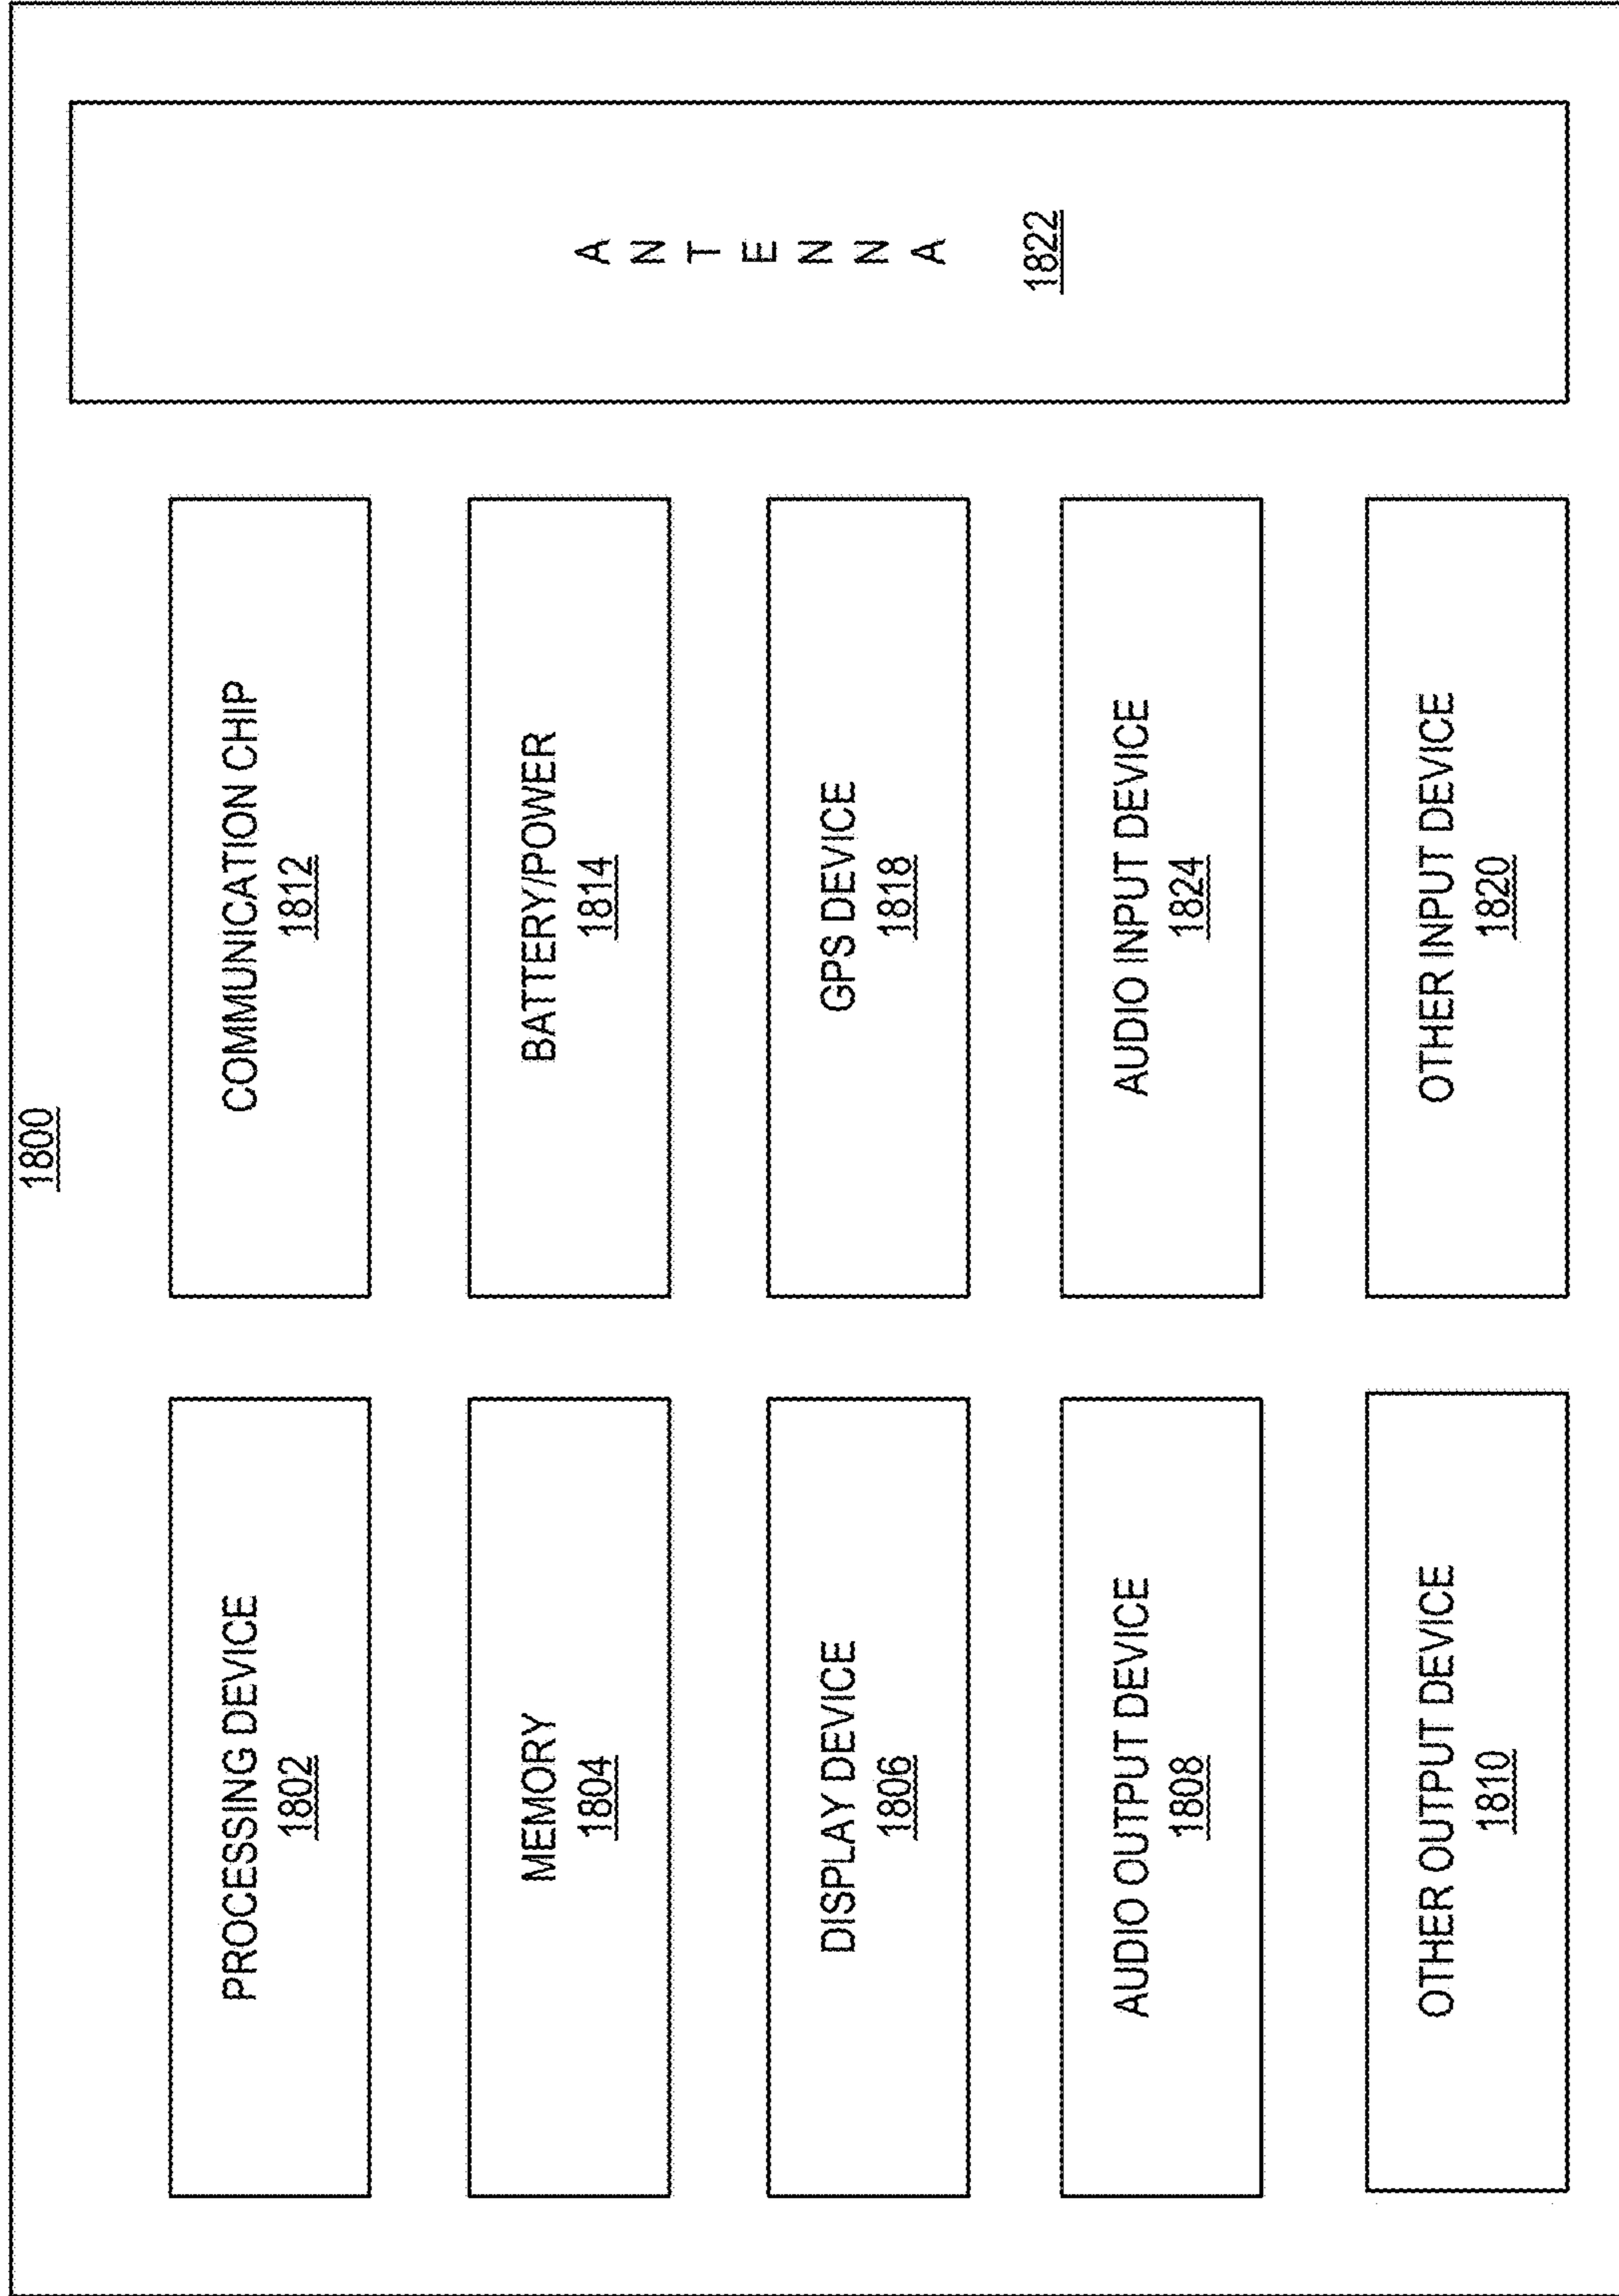 1800
PROCESSING DEVICE
1802
MEMORY
1804
DISPLAY DEVICE
1806
AUDIO OUTPUT DEVICE
1808
OTHER OUTPUT DEVICE
1810
COMMUNICATION CHIP
1812
BATTERY/POWER
1814
GPS DEVICE
1818
AUDIO INPUT DEVICE
1824
OTHER INPUT DEVICE
1820
A
N
T
E
N
N
A
1822